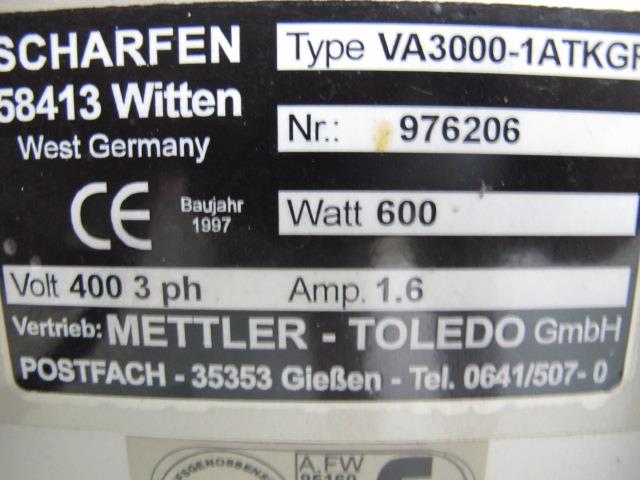 SCHARFEN
58413 Witten
West Germany
Type VA3000-1ATKGR
Nr.: 976206
CE Baujahr
1997
Watt 600
Volt 400 3 ph Amp. 1.6
Vertrieb: METTLER - TOLEDO GmbH
POSTFACH - 35353 Gießen - Tel. 0641/507- 0
A.FW